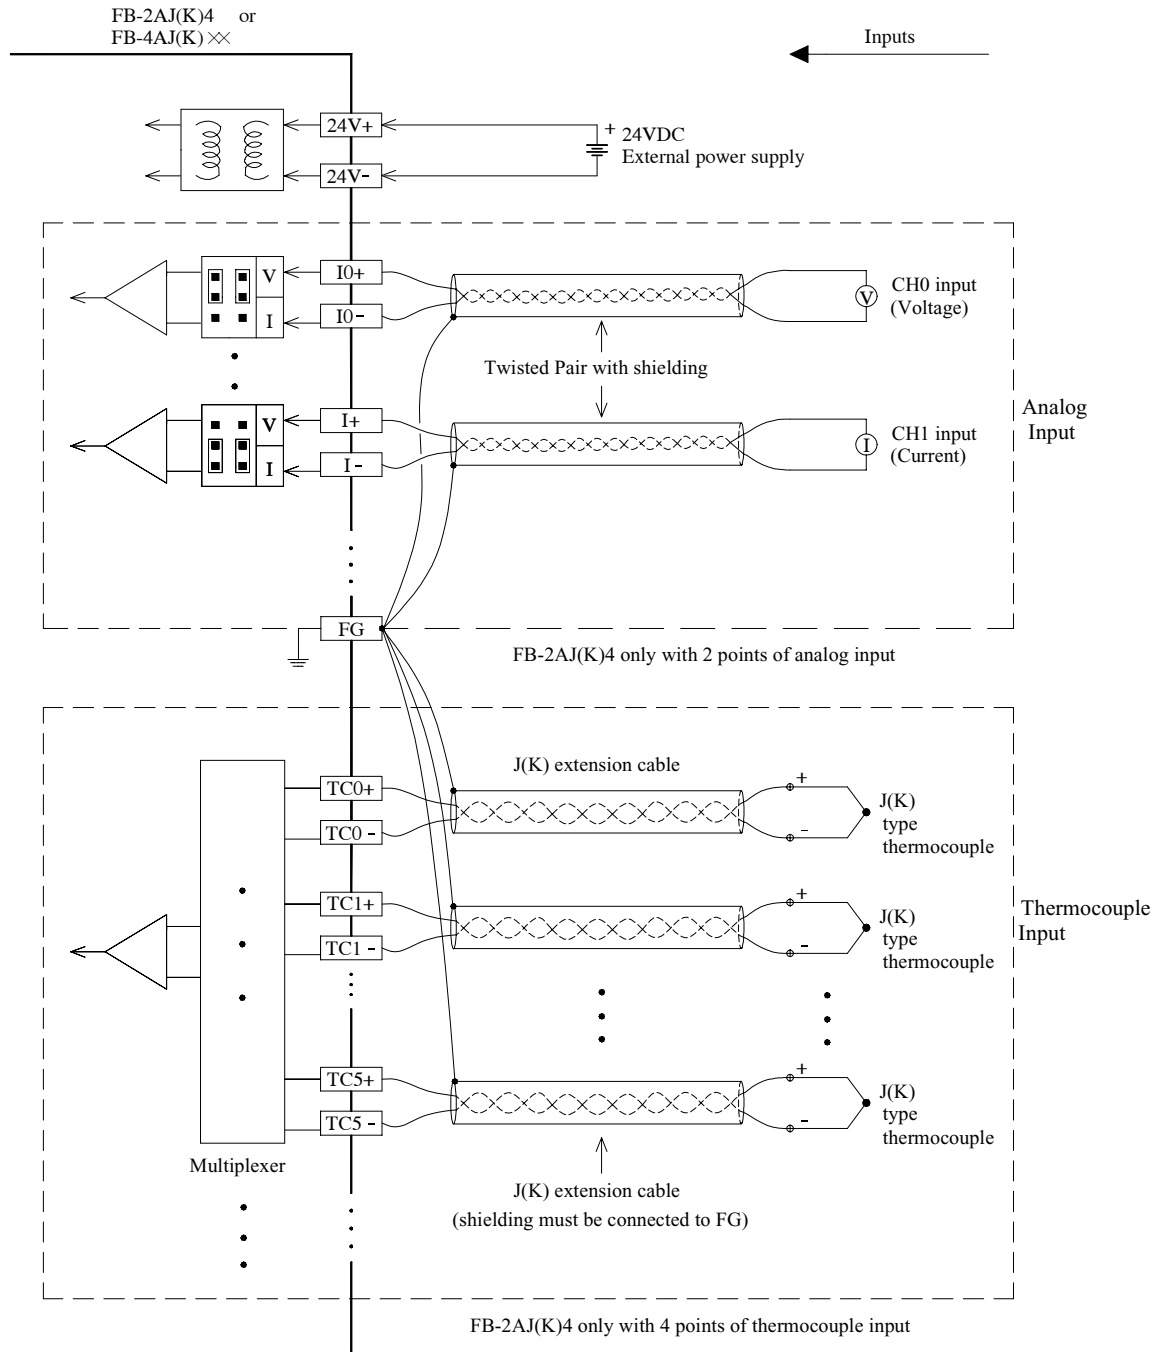 FB-2AJ(K)4 or
FB-4AJ(K)××
Inputs
24V+
+ 24VDC
External power supply
24V-
V
I0+
CH0 input
V
(Voltage)
I
I0-
Twisted Pair with shielding
V
I+
CH1 input
I
(Current)
I
I-
Analog
Input
FG
FB-2AJ(K)4 only with 2 points of analog input
J(K) extension cable
TC0+
+
J(K)
type
thermocouple
TC0 -
-
TC1+
+
J(K)
type
thermocouple
TC1 -
-
Thermocouple
Input
TC5+
+
J(K)
type
thermocouple
TC5 -
-
Multiplexer
J(K) extension cable
(shielding must be connected to FG)
FB-2AJ(K)4 only with 4 points of thermocouple input